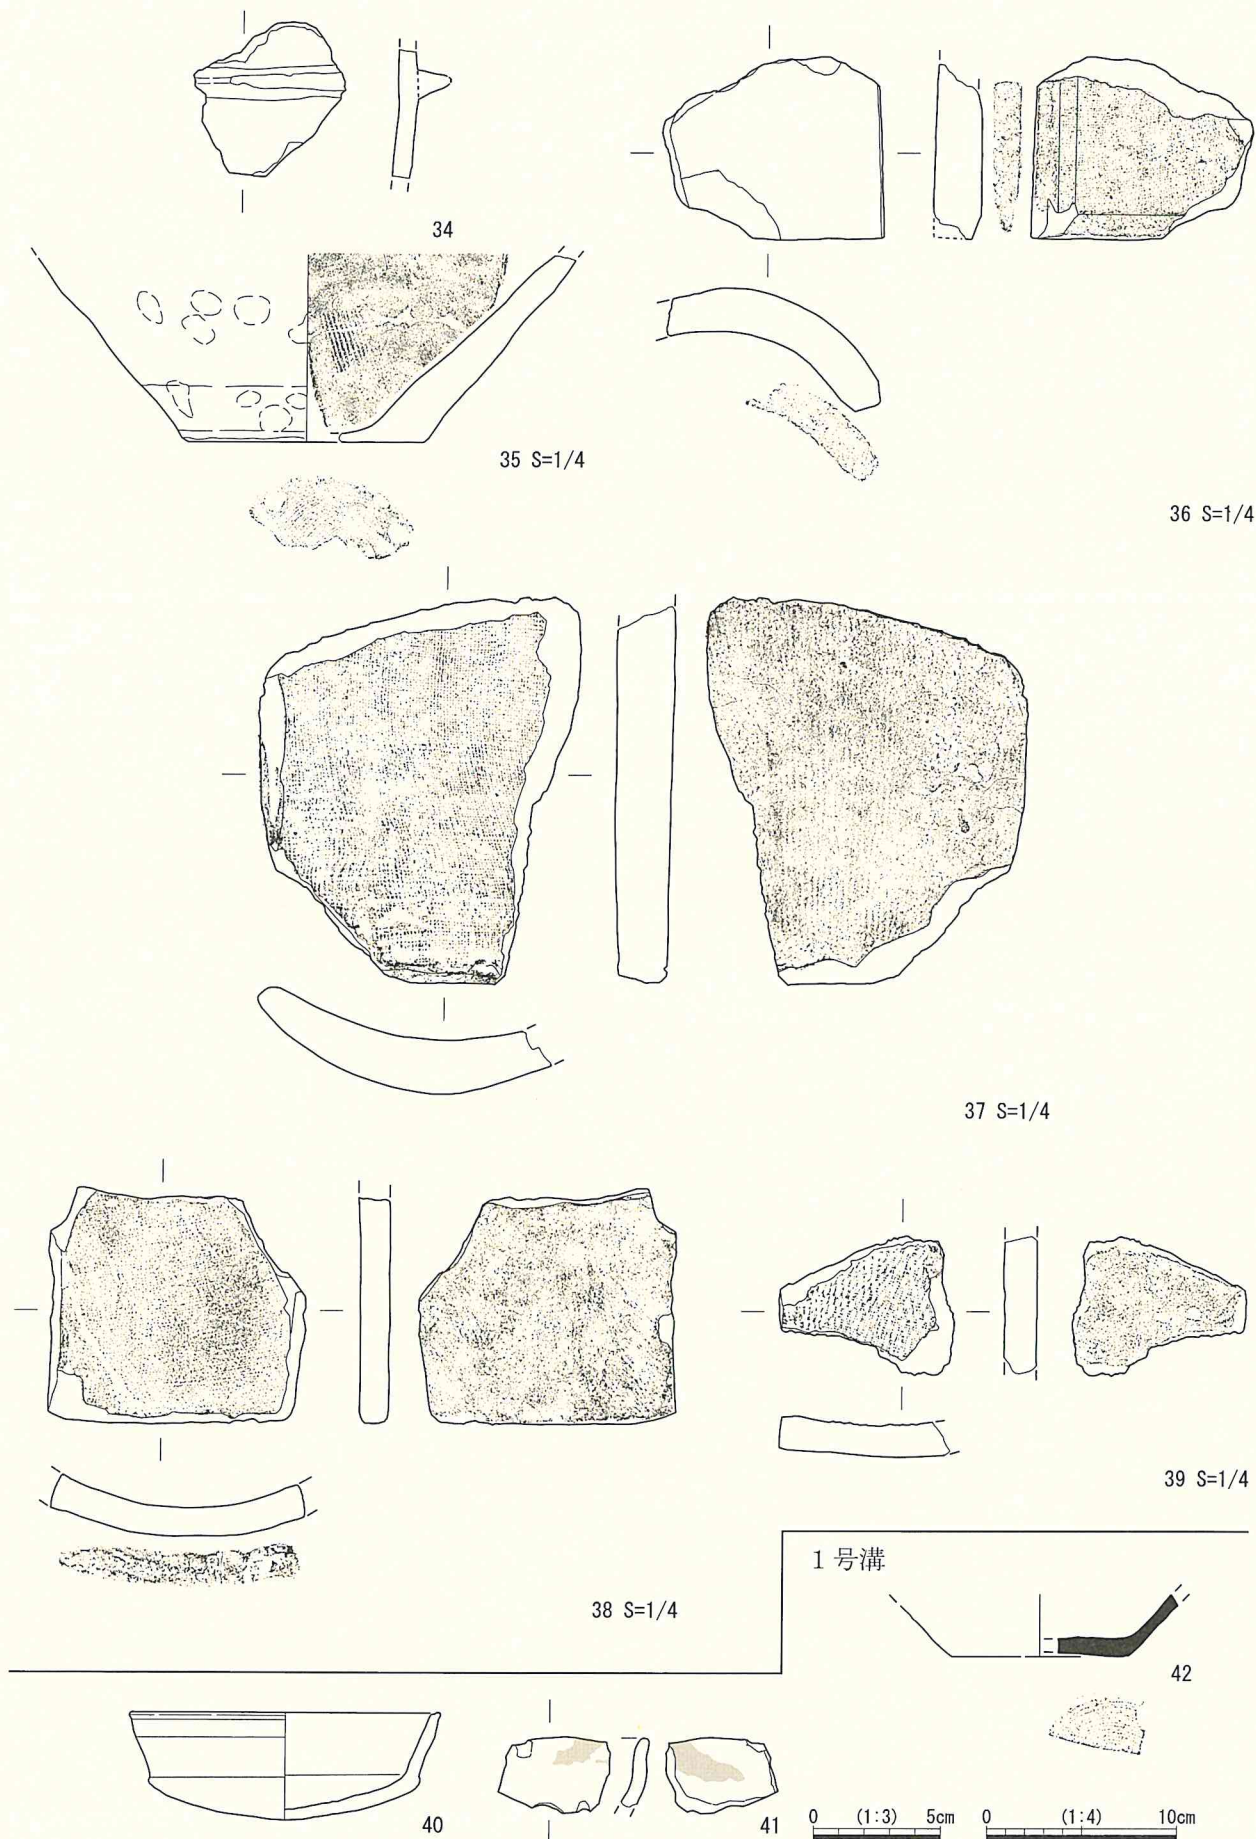 34
35 S=1/4
36 S=1/4
37 S=1/4
38 S=1/4
39 S=1/4
1号溝
42
40
41
0 (1:3) 5cm
0 (1:4) 10cm